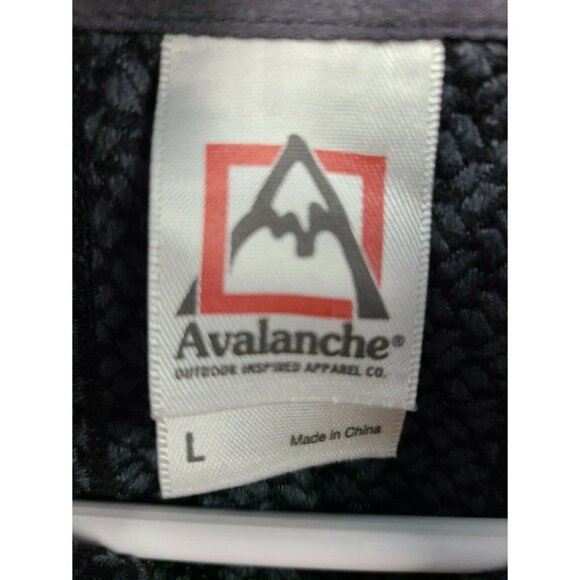 Avalanche®
OUTDOOR INSPIRED APPAREL CO.
L
Made in China